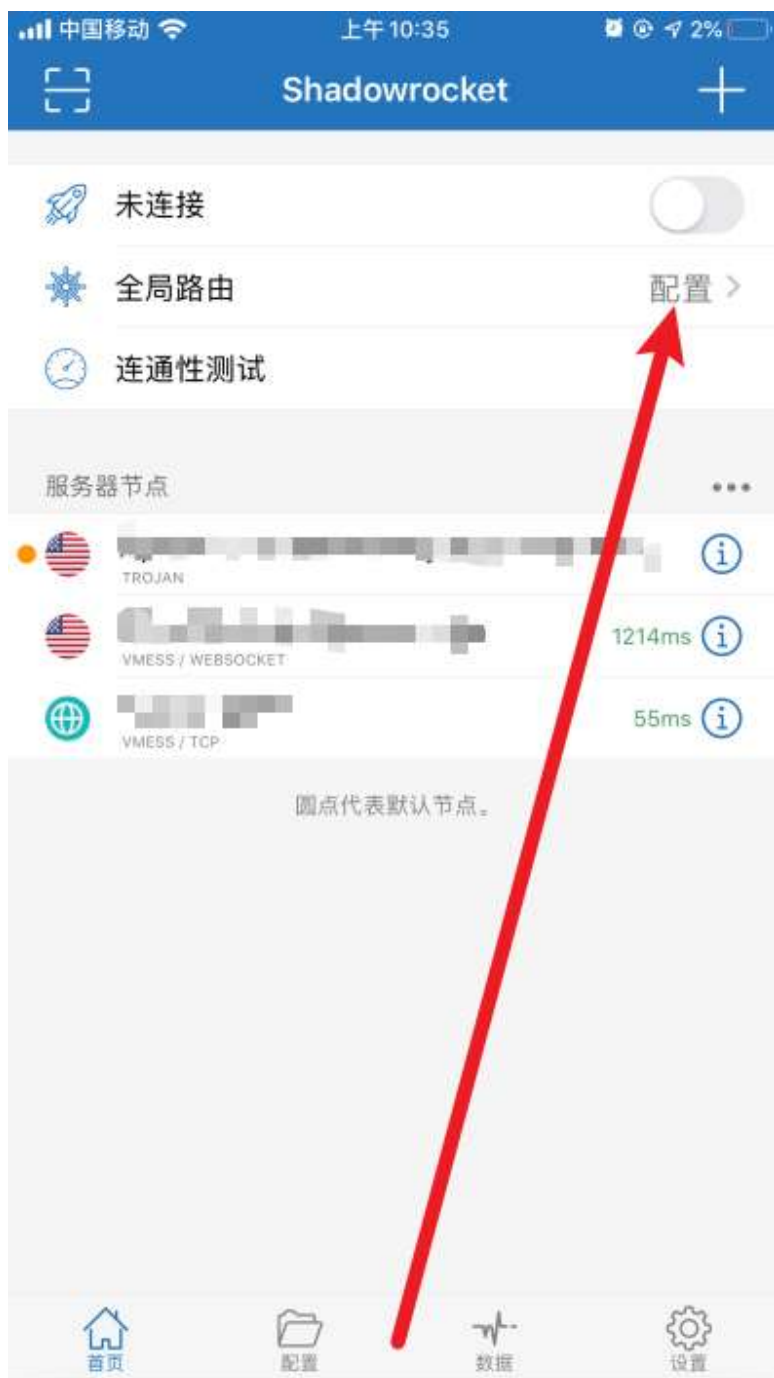 中国移动 上午10:35 2%
Shadowrocket
未连接
全局路由 配置
连通性测试
服务器节点
TROJAN
1214ms
VMESS / WEBSOCKET
55ms
VMESS / TCP
圆点代表默认节点。
首页 配置 数据 设置